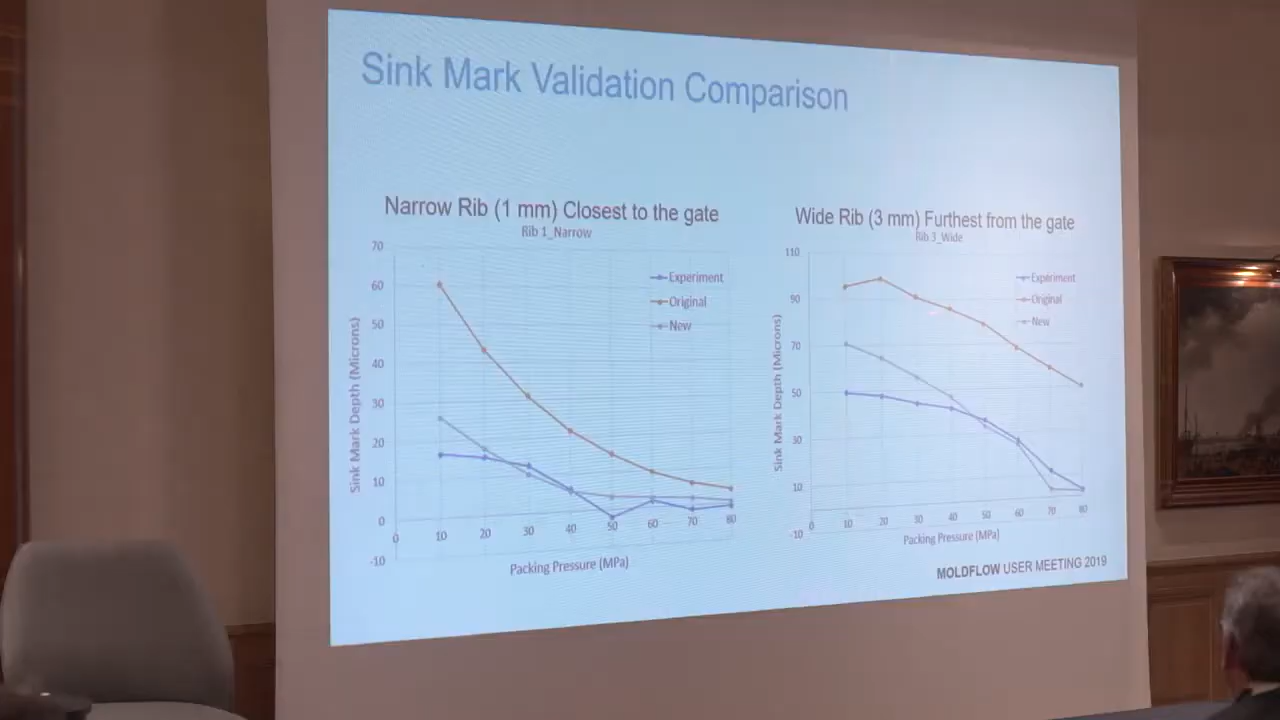 Sink Mark Validation Comparison
Narrow Rib (1 mm) Closest to the gate
Rib 1_Narrow
70
60
50
40
30
20
10
0
-10
Sink Mark Depth (Microns)
0 10 20 30 40 50 60 70 80
Packing Pressure (MPa)
Experiment
Original
New
Wide Rib (3 mm) Furthest from the gate
Rib 3_Wide
110
90
70
50
30
10
-10
Sink Mark Depth (Microns)
0 10 20 30 40 50 60 70 80
Packing Pressure (MPa)
Experiment
Original
New
MOLDFLOW USER MEETING 2019